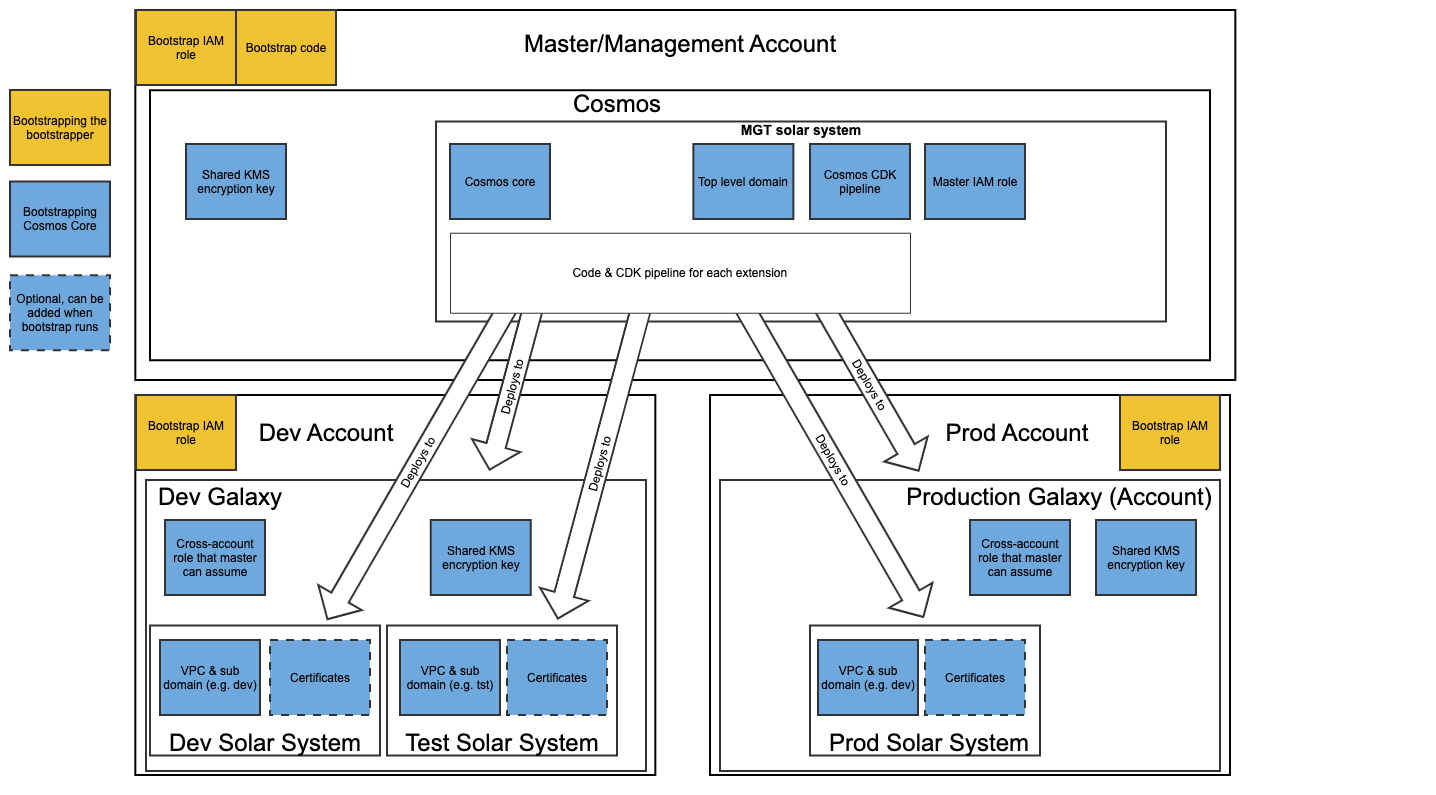 Bootstrap IAM
role
Bootstrap code
Master/Management Account
Bootstrapping the
bootstrapper
Bootstrapping
Cosmos Core
Optional, can be
added when
bootstrap runs
Cosmos
MGT solar system
Shared KMS
encryption key
Cosmos core
Top level domain
Cosmos CDK
pipeline
Master IAM role
Code & CDK pipeline for each extension
Deploys to
Deploys to
Deploys to
Deploys to
Deploys to
Bootstrap IAM
role
Dev Account
Dev Galaxy
Cross-account
role that master
can assume
Shared KMS
encryption key
VPC & sub
domain (e.g. dev)
Certificates
Dev Solar System
VPC & sub
domain (e.g. tst)
Certificates
Test Solar System
Prod Account
Bootstrap IAM
role
Production Galaxy (Account)
Cross-account
role that master
can assume
Shared KMS
encryption key
VPC & sub
domain (e.g. dev)
Certificates
Prod Solar System